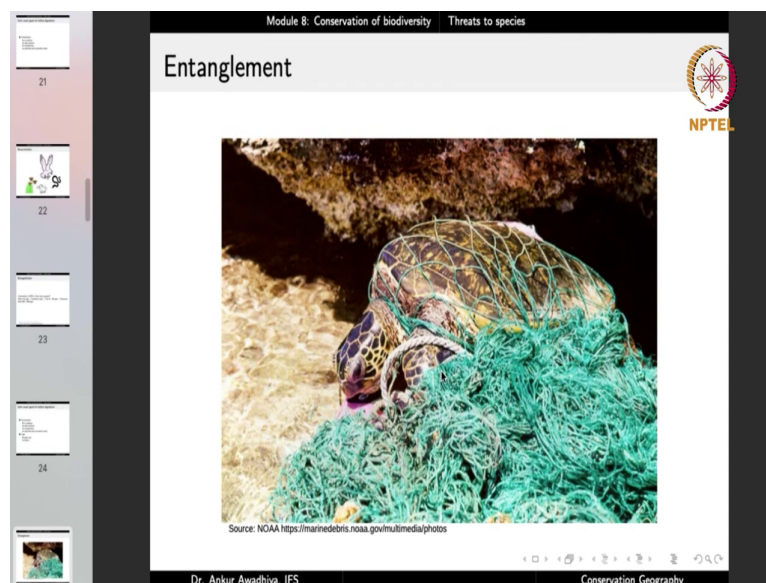 Module 8: Conservation of biodiversity Threats to species
Entanglement
NPTEL
21
22
23
24
Source: NOAA https://marinedebris.noaa.gov/multimedia/photos
Dr. Ankur Awadhiya, IFS Conservation Geography